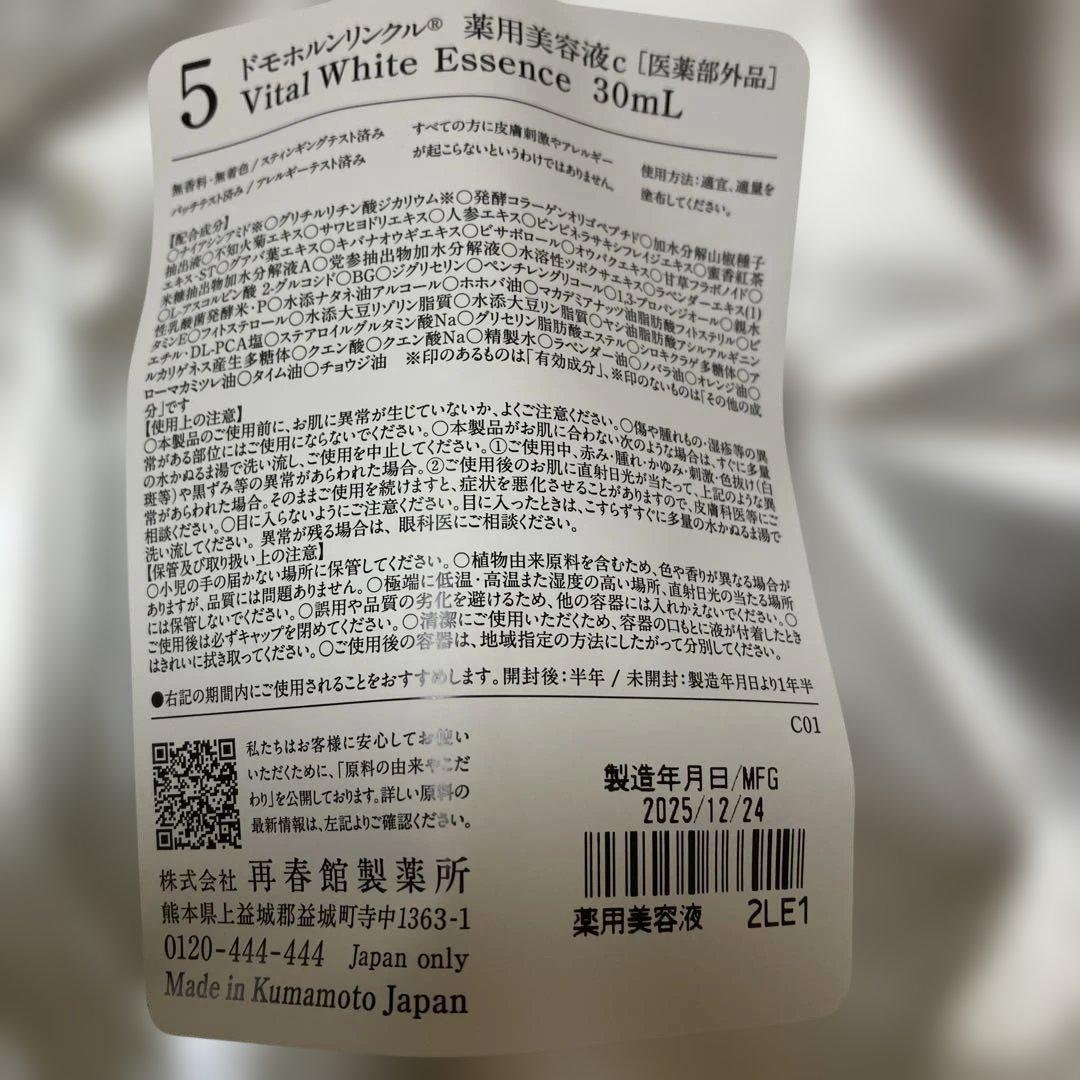 5 ドモホルンリンクル® 薬用美容液c [医薬部外品]
Vital White Essence 30mL
無香料・無着色 / スティンギングテスト済み
パッチテスト済み / アレルギーテスト済み
すべての方に皮膚刺激やアレルギー
が起こらないというわけではありません。
使用方法：適宜、適量を
塗布してください。
【配合成分】
○ナイアシンアミド※○グリチルリチン酸ジカリウム※○発酵コラーゲンオリゴペプチド○加水分解山椒種子
抽出液○不知火菊エキス○サワヒヨドリエキス○人参エキス○ピンピネラサキシフレイジエキス○蜜香紅茶
エキス-ST○グアバ葉エキス○キバナオウギエキス○ビサボロール○オウバクエキス○甘草フラボノイド○
米糠抽出物加水分解液A○党参抽出物加水分解液○水溶性ツボクサエキス○ラベンダーエキス(1)
○L-アスコルビン酸 2-グルコシド○BG○ジグリセリン○ペンチレングリコール○1,3-プロパンジオール○親水
性乳酸菌発酵米・P○水添ナタネ油アルコール○ホホバ油○マカデミアナッツ油脂肪酸フィトステリル○ビ
タミンE○フィトステロール○水添大豆リゾリン脂質○水添大豆リン脂質○ヤシ油脂肪酸アシルアルギニン
エチル・DL-PCA塩○ステアロイルグルタミン酸Na○グリセリン脂肪酸エステル○シロキクラゲ多糖体○ア
ルカリゲネス産生多糖体○クエン酸○クエン酸Na○精製水○ラベンダー油○ノバラ油○オレンジ油○
ローマカミツレ油○タイム油○チョウジ油 ※印のあるものは「有効成分」、※印のないものは「その他の成
分」です
【使用上の注意】
○本製品のご使用前に、お肌に異常が生じていないか、よくご注意ください。○傷や腫れもの・湿疹等の異
常がある部位にはご使用にならないでください。○本製品がお肌に合わない次のような場合は、すぐに多量
の水かぬるま湯で洗い流し、ご使用を中止してください。①ご使用中、赤み・腫れ・かゆみ・刺激・色抜け(白
斑等)や黒ずみ等の異常があらわれた場合。②ご使用後のお肌に直射日光が当たって、上記のような異
常があらわれた場合。そのままご使用を続けますと、症状を悪化させることがありますので、皮膚科医等にご
相談ください。○目に入らないようにご注意ください。目に入ったときは、こすらずすぐに多量の水かぬるま湯で
洗い流してください。異常が残る場合は、眼科医にご相談ください。
【保管及び取り扱い上の注意】
○小児の手の届かない場所に保管してください。○植物由来原料を含むため、色や香りが異なる場合が
ありますが、品質には問題ありません。○極端に低温・高温また湿度の高い場所、直射日光の当たる場所
には保管しないでください。○誤用や品質の劣化を避けるため、他の容器には入れかえないでください。○
ご使用後は必ずキャップを閉めてください。○清潔にご使用いただくため、容器の口もとに液が付着したとき
はきれいに拭き取ってください。○ご使用後の容器は、地域指定の方法にしたがって分別してください。
●右記の期間内にご使用されることをおすすめします。開封後：半年 / 未開封：製造年月日より1年半
C01
私たちはお客様に安心してお使い
いただくために、「原料の由来やこだ
わり」を公開しております。詳しい原料の
最新情報は、左記よりご確認ください。
製造年月日/MFG
2025/12/24
薬用美容液 2LE1
株式会社 再春館製薬所
熊本県上益城郡益城町寺中1363-1
0120-444-444 Japan only
Made in Kumamoto Japan